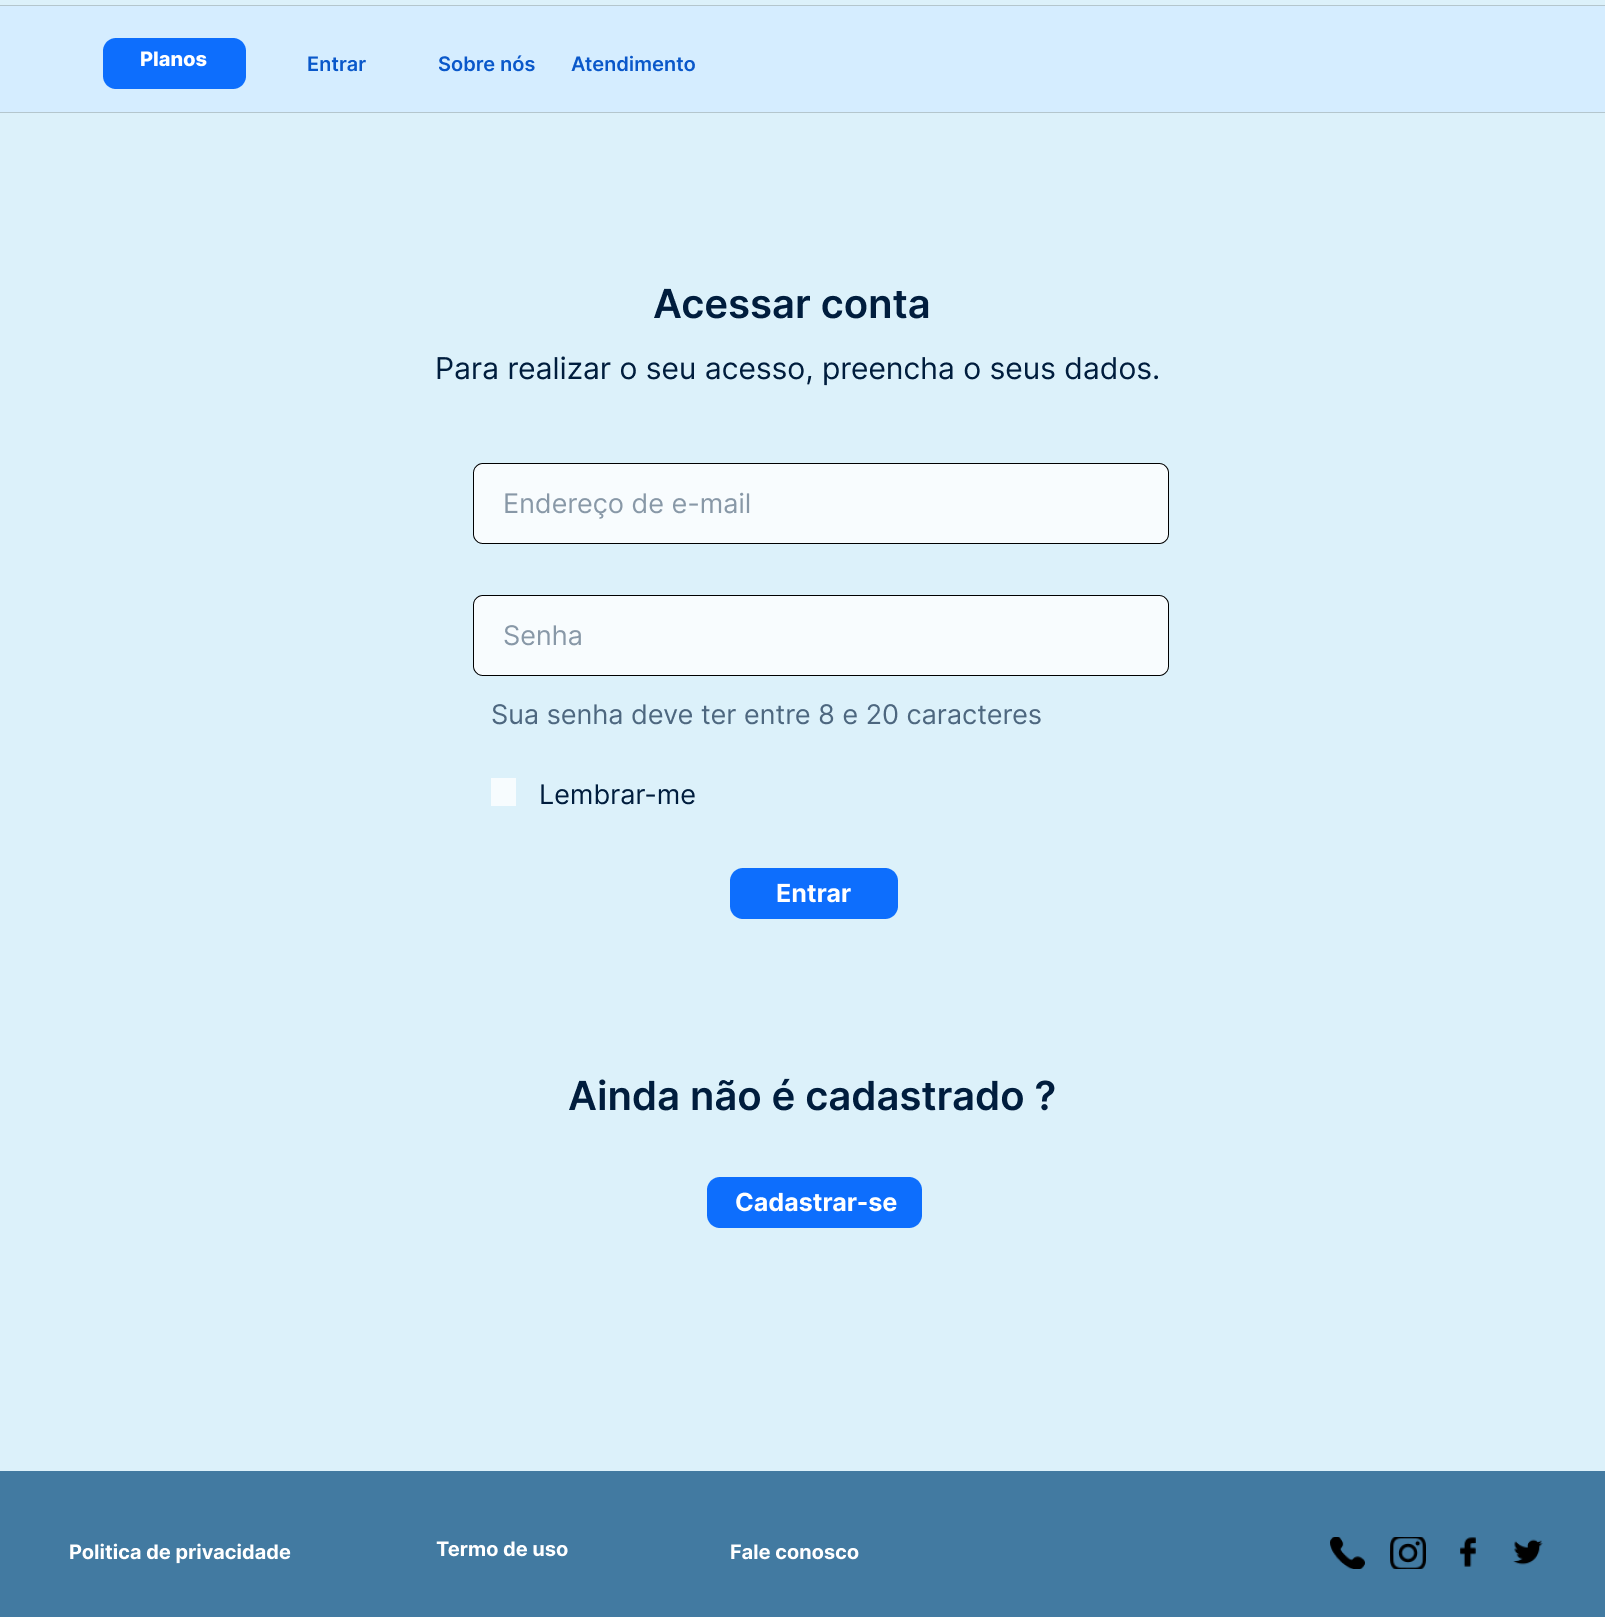 Planos
Entrar
Sobre nós
Atendimento
Acessar conta
Para realizar o seu acesso, preencha o seus dados.
Endereço de e-mail
Senha
Sua senha deve ter entre 8 e 20 caracteres
Lembrar-me
Entrar
Ainda não é cadastrado ?
Cadastrar-se
Politica de privacidade
Termo de uso
Fale conosco